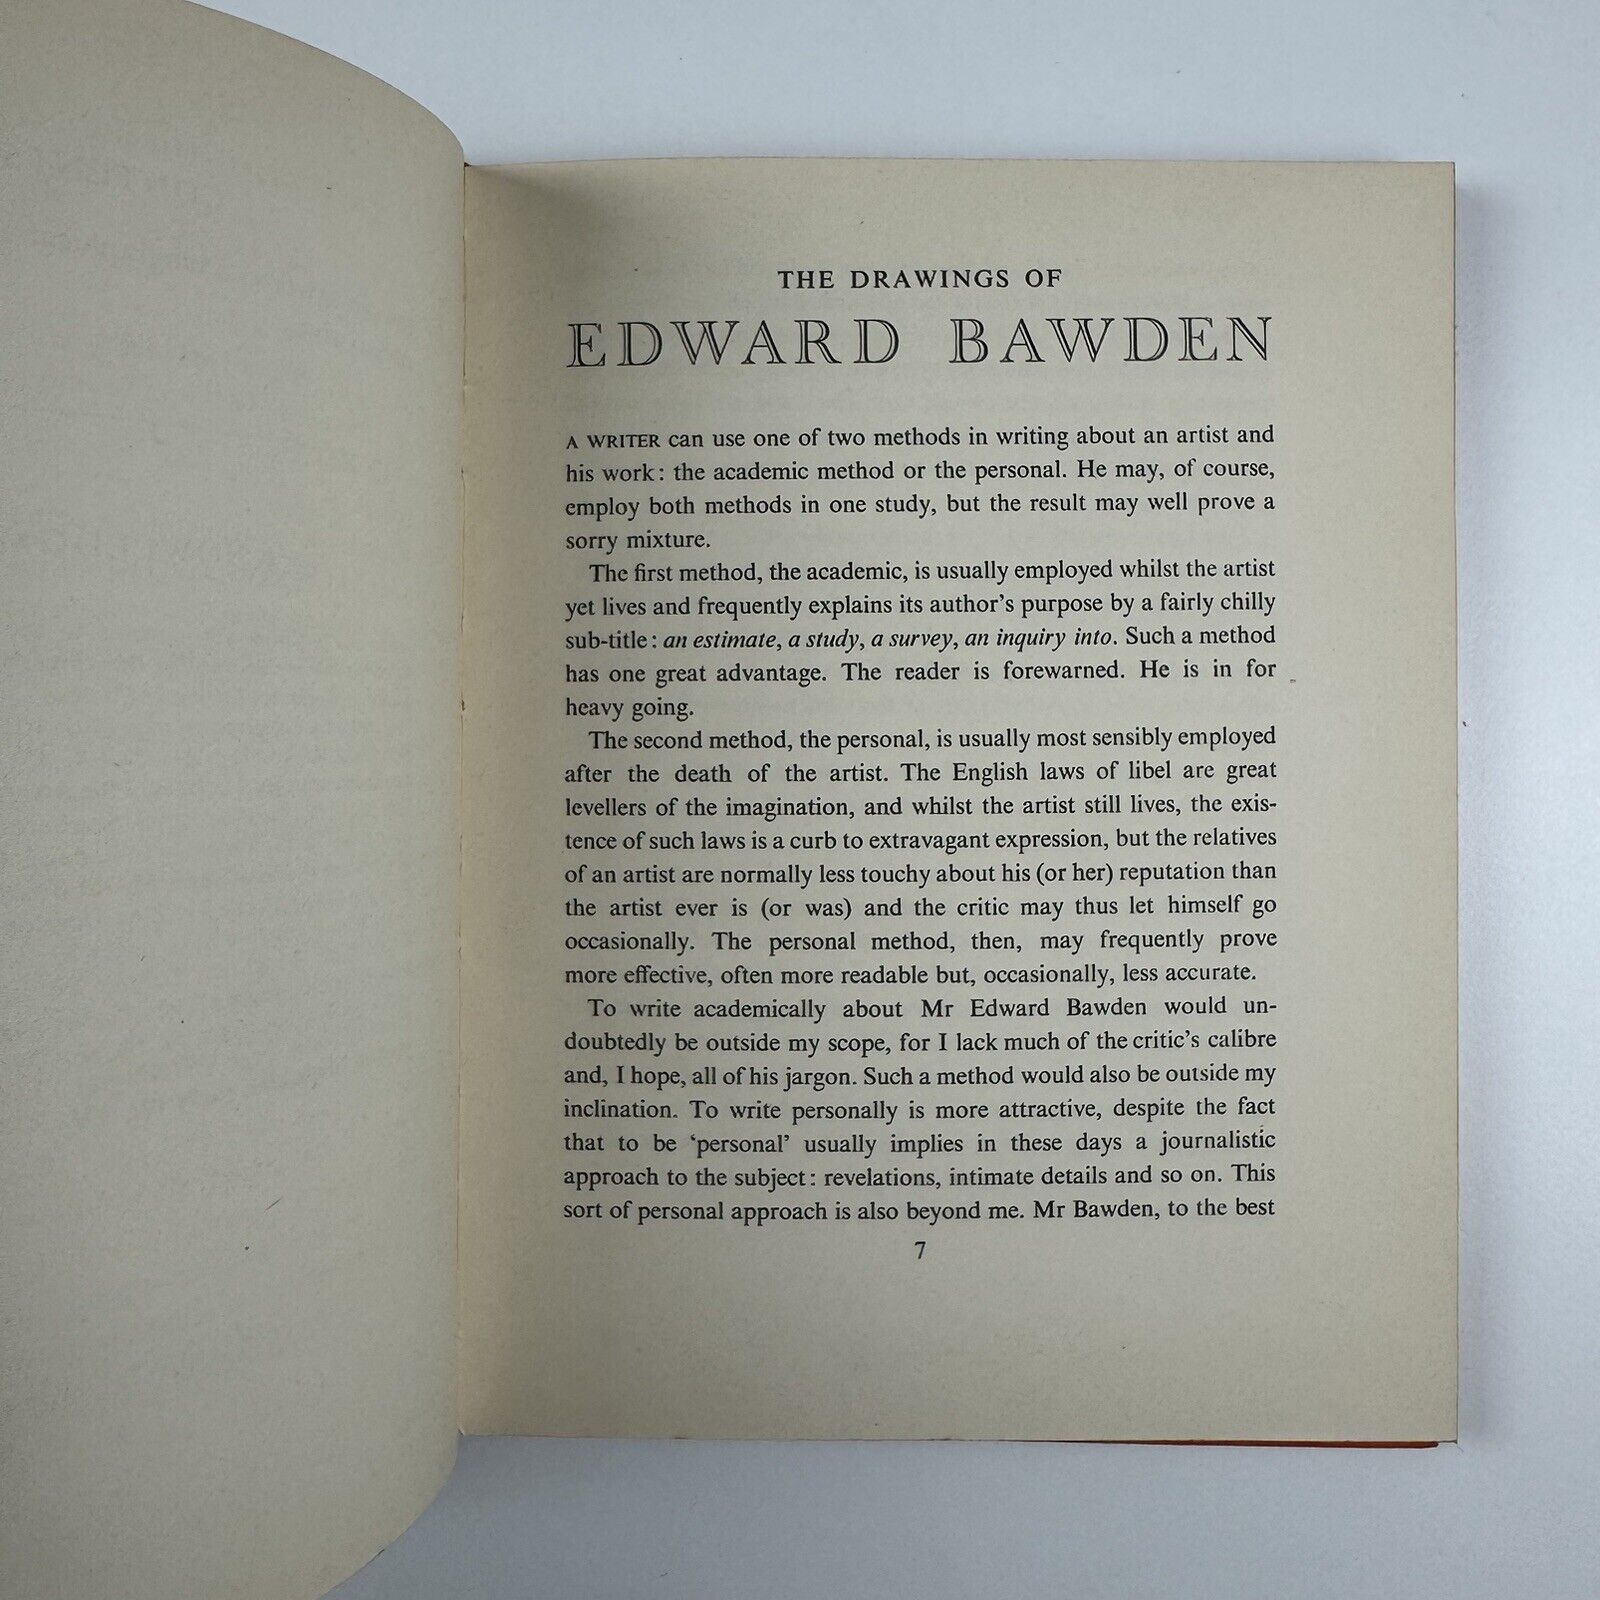 THE DRAWINGS OF
EDWARD BAWDEN
A WRITER can use one of two methods in writing about an artist and
his work: the academic method or the personal. He may, of course,
employ both methods in one study, but the result may well prove a
sorry mixture.
The first method, the academic, is usually employed whilst the artist
yet lives and frequently explains its author's purpose by a fairly chilly
sub-title: an estimate, a study, a survey, an inquiry into. Such a method
has one great advantage. The reader is forewarned. He is in for
heavy going.
The second method, the personal, is usually most sensibly employed
after the death of the artist. The English laws of libel are great
levellers of the imagination, and whilst the artist still lives, the exis-
tence of such laws is a curb to extravagant expression, but the relatives
of an artist are normally less touchy about his (or her) reputation than
the artist ever is (or was) and the critic may thus let himself go
occasionally. The personal method, then, may frequently prove
more effective, often more readable but, occasionally, less accurate.
To write academically about Mr Edward Bawden would un-
doubtedly be outside my scope, for I lack much of the critic's calibre
and, I hope, all of his jargon. Such a method would also be outside my
inclination. To write personally is more attractive, despite the fact
that to be 'personal' usually implies in these days a journalistic
approach to the subject: revelations, intimate details and so on. This
sort of personal approach is also beyond me. Mr Bawden, to the best
7